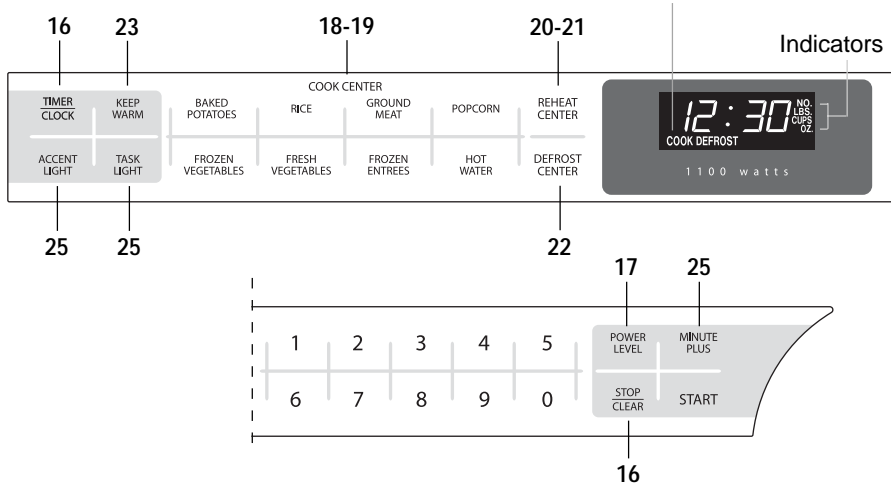 16 23 18-19 20-21
Indicators
COOK CENTER
TIMER
CLOCK
KEEP
WARM
BAKED
POTATOES
RICE
GROUND
MEAT
POPCORN
REHEAT
CENTER
ACCENT
LIGHT
TASK
LIGHT
FROZEN
VEGETABLES
FRESH
VEGETABLES
FROZEN
ENTREES
HOT
WATER
DEFROST
CENTER
12:30
NO.
LBS.
CUPS
OZ.
COOK DEFROST
1100 watts
25 25 22
17 25
1 2 3 4 5
POWER
LEVEL
MINUTE
PLUS
6 7 8 9 0
STOP
CLEAR
START
16